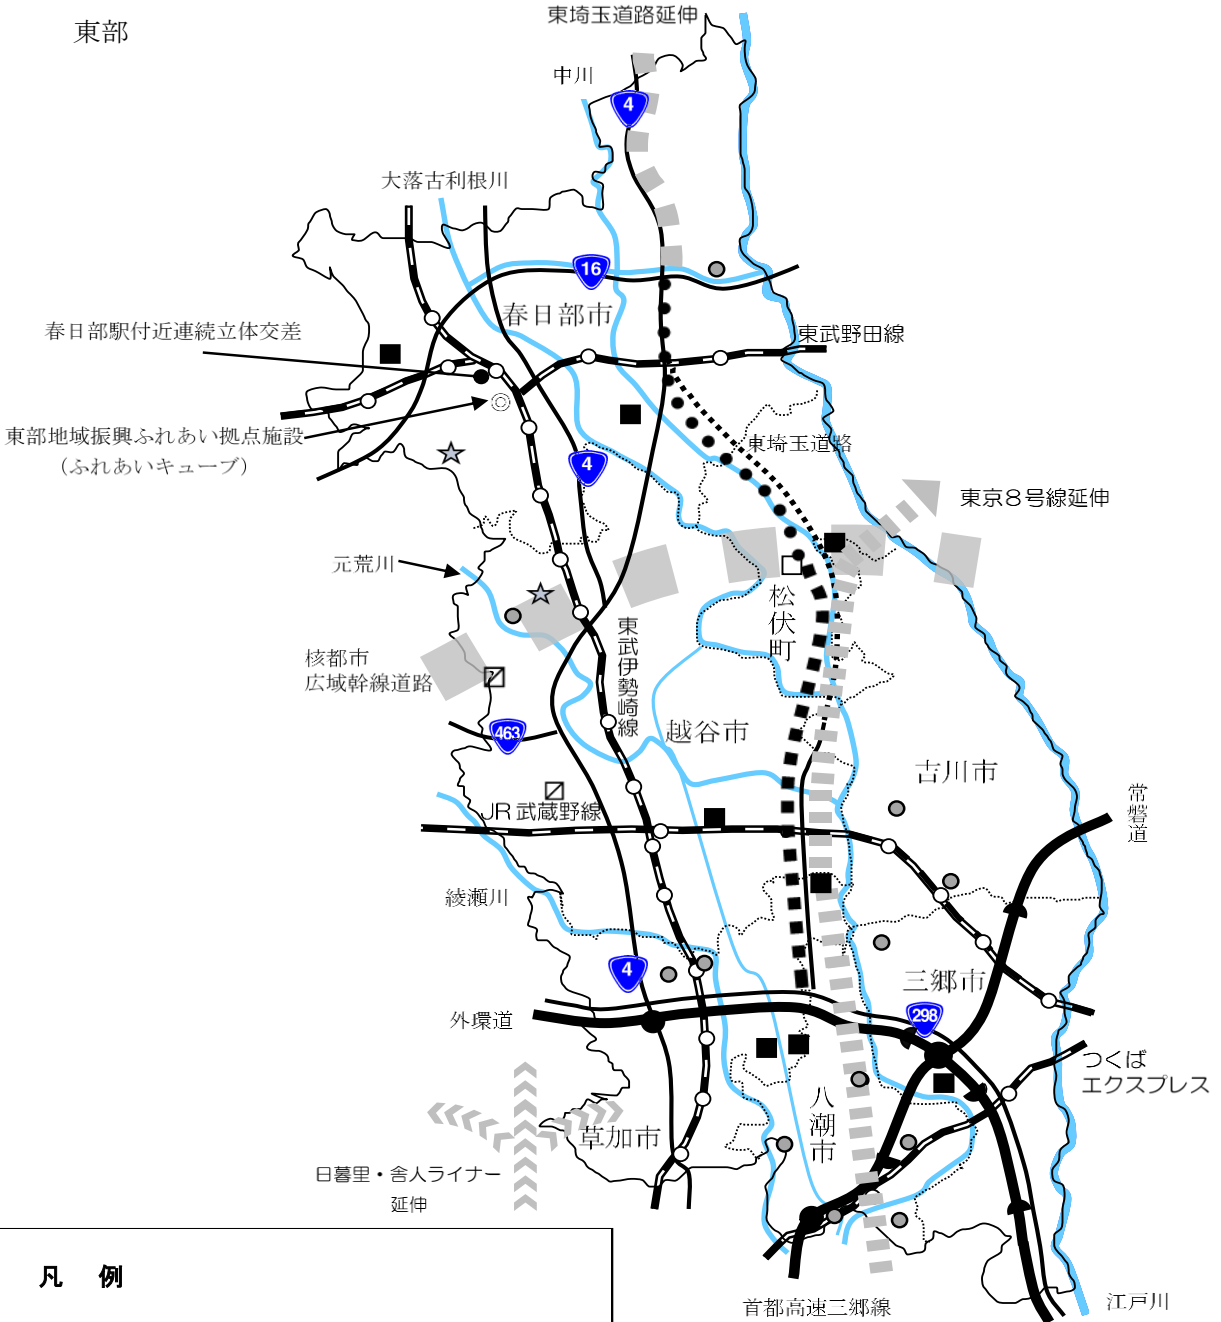 東埼玉道路延伸
東部
中川
4
大落古利根川
16
春日部市
春日部駅付近連続立体交差
東武野田線
東部地域振興ふれあい拠点施設
（ふれあいキューブ）
東埼玉道路
4
東京８号線延伸
元荒川
松伏町
東武伊勢崎線
核都市
広域幹線道路
463
越谷市
吉川市
常磐道
JR 武蔵野線
綾瀬川
4
三郷市
298
外環道
つくば
エクスプレス
八潮市
草加市
日暮里・舎人ライナー
延伸
凡 例
首都高速三郷線
江戸川